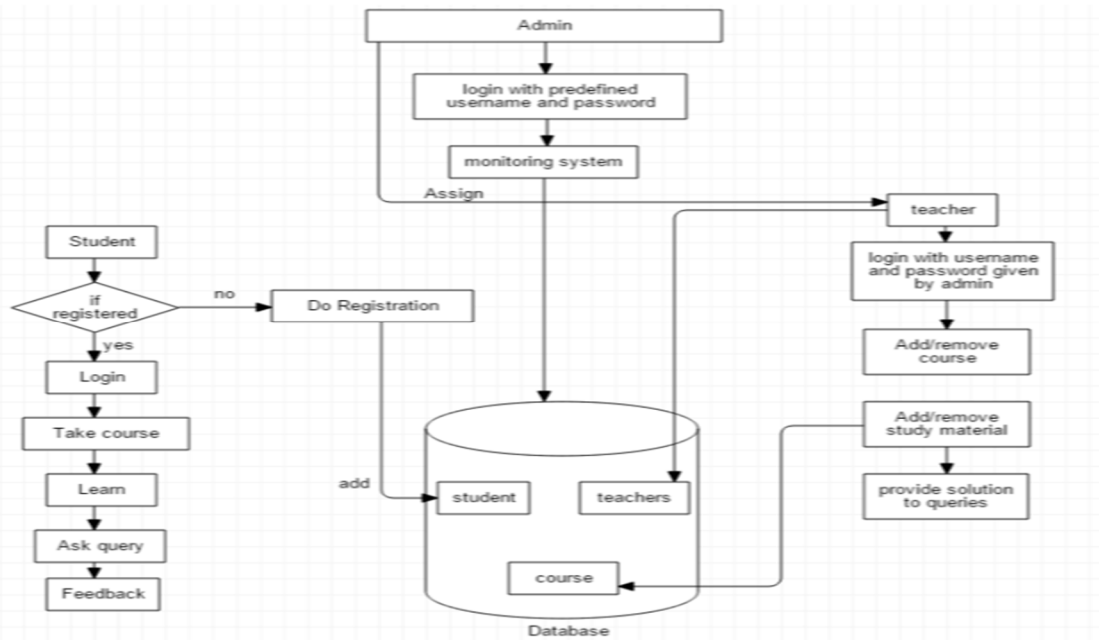 Admin
login with predefined
username and password
monitoring system
Assign
teacher
login with username
and password given
by admin
Add/remove
course
Add/remove
study material
provide solution
to queries
Student
if
registered
no
Do Registration
yes
Login
Take course
Learn
Ask query
Feedback
add
student
teachers
course
Database